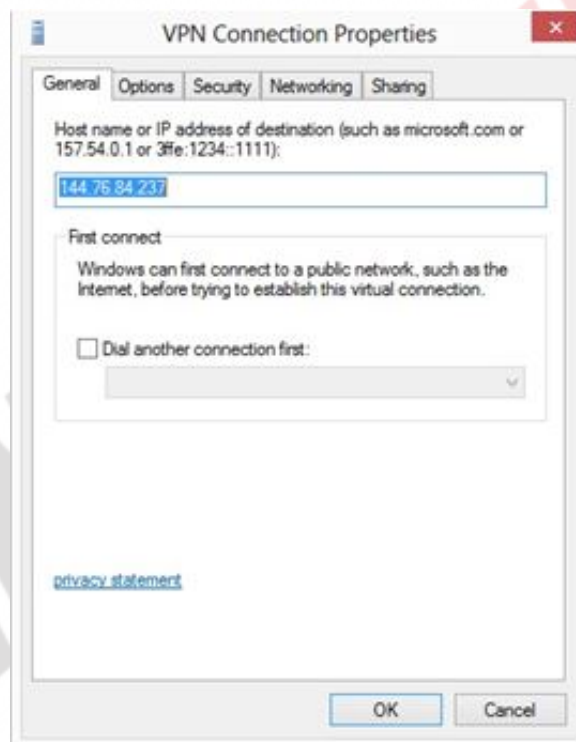 VPN Connection Properties
General Options Security Networking Sharing
Host name or IP address of destination (such as microsoft.com or
157.54.0.1 or 3ffe:1234::1111):
144.76.84.237
First connect
Windows can first connect to a public network, such as the
Internet, before trying to establish this virtual connection.
Dial another connection first:
privacy statement
OK Cancel